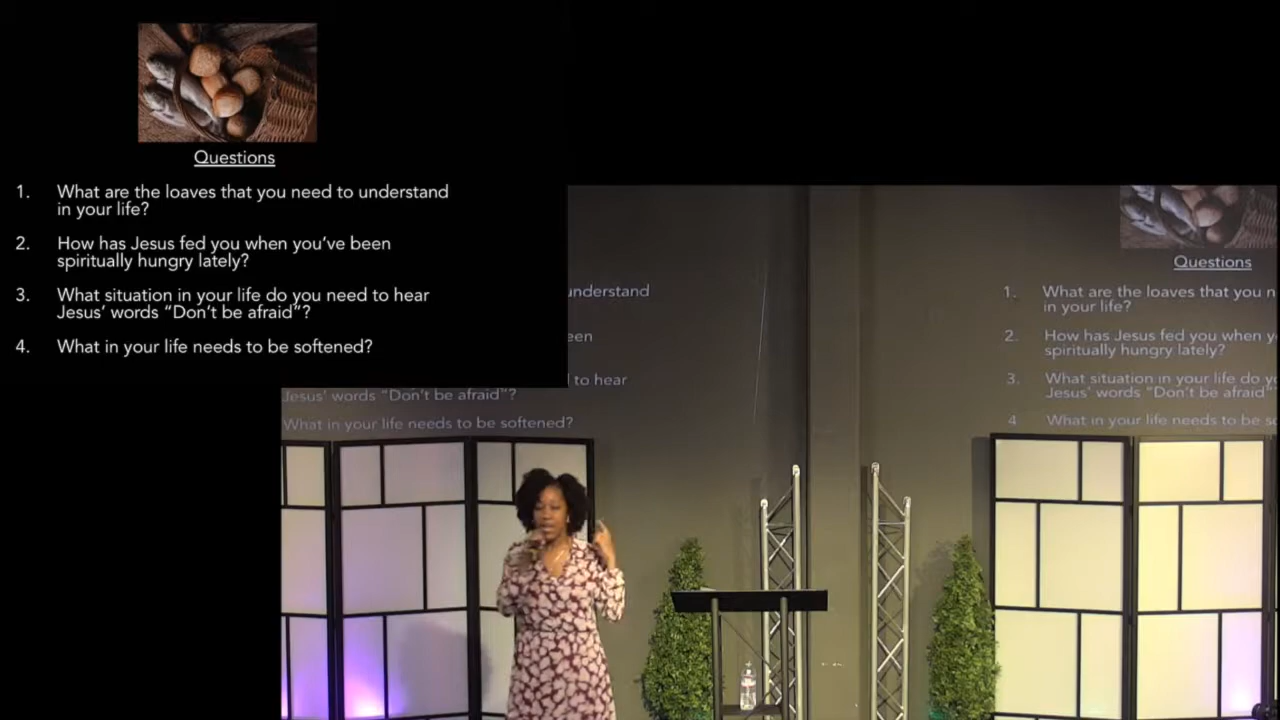 Questions
1. What are the loaves that you need to understand
in your life?
2. How has Jesus fed you when you've been
spiritually hungry lately?
3. What situation in your life do you need to hear
Jesus' words “Don't be afraid”?
4. What in your life needs to be softened?
understand
een
to hear
Jesus' words “Don't be afraid”?
What in your life needs to be softened?
Questions
1. What are the loaves that you n
in your life?
2. How has Jesus fed you when y
spiritually hungry lately?
3. What situation in your life do y
Jesus' words “Don't be afraid”
4 What in your life needs to be s